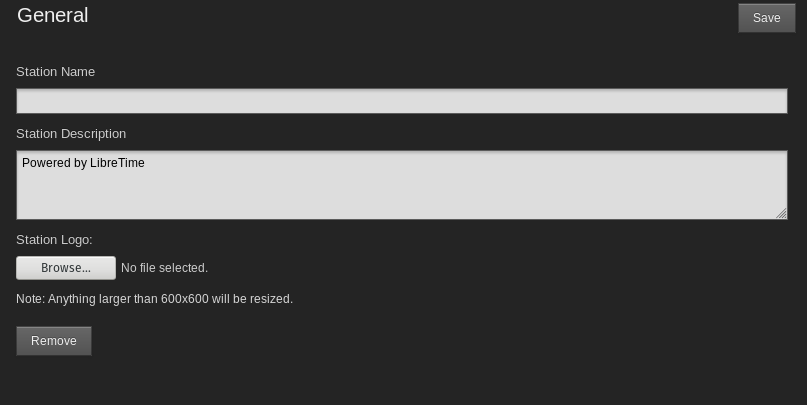 General
Save
Station Name
Station Description
Powered by LibreTime
Station Logo:
Browse... No file selected.
Note: Anything larger than 600x600 will be resized.
Remove